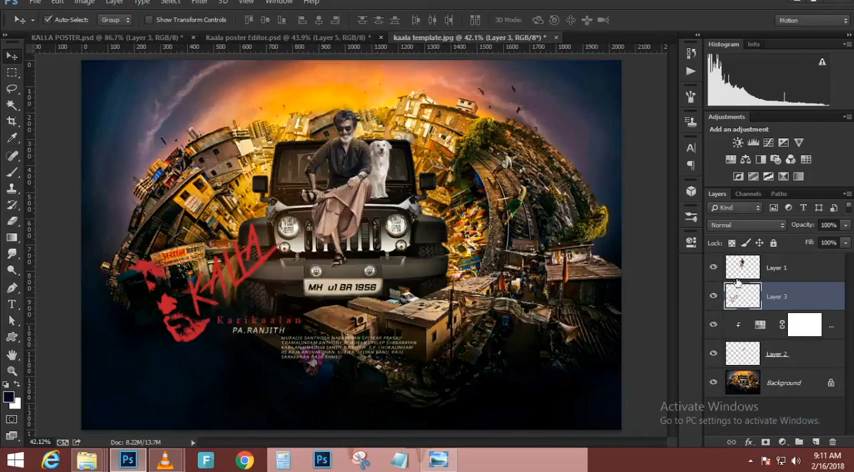 File Edit Image Layer Type Select Filter 3D View Window Help
Auto-Select: Group Show Transform Controls 3D Mode: Motion
KALLA POSTER.psd @ 86.7% (Layer 3, RGB/8) * × Kaala poster Editor.psd @ 43.9% (Layer 5, RGB/8) * × kaala template.jpg @ 42.1% (Layer 3, RGB/8*) * ×
Histogram Info
Adjustments
Add an adjustment
Layers Channels Paths
Kind
Normal Opacity: 100%
Lock: Fill: 100%
Layer 1
Layer 3
Layer 2
Background
MH 01 BR 1956
KALLA
Karikaalan
PA.RANJITH
Activate Windows
Go to PC settings to activate Windows.
42.12% Doc: 8.22M/13.7M
9:11 AM
2/16/2018